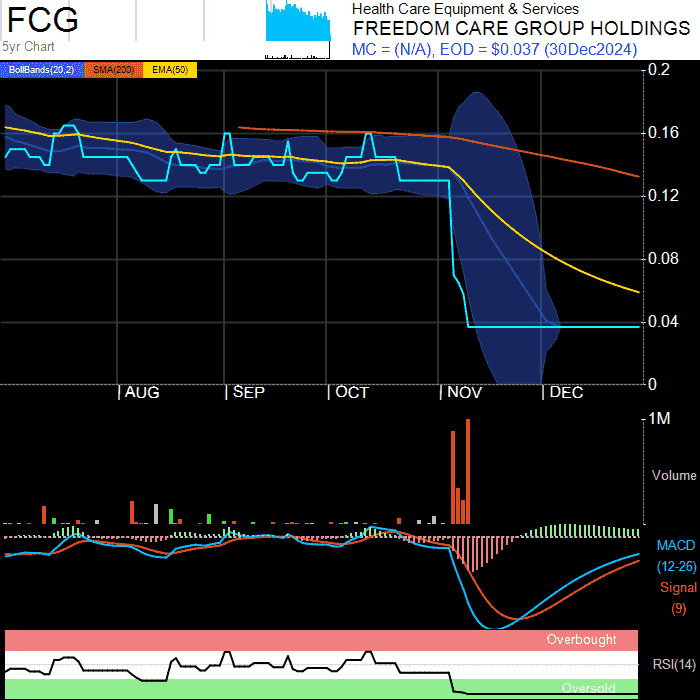 FCG
5yr Chart
Health Care Equipment & Services
FREEDOM CARE GROUP HOLDINGS
MC = (N/A), EOD = $0.037 (30Dec2024)
BollBands(20,2) SMA(200) EMA(50)
0.2
0.16
0.12
0.08
0.04
0
AUG SEP OCT NOV DEC
1M
Volume
MACD
(12-26)
Signal
(9)
Overbought
RSI(14)
Oversold